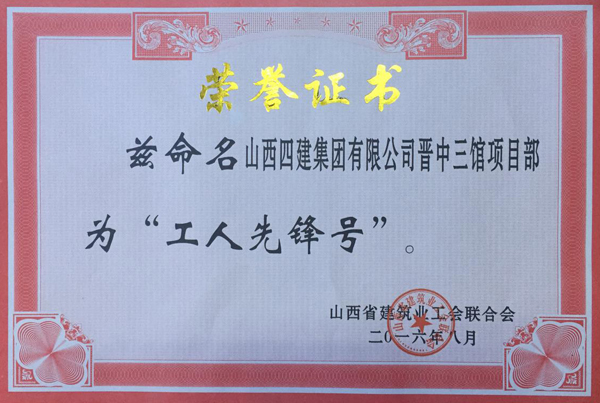 荣誉证书
兹命名山西四建集团有限公司晋中三馆项目部
为“工人先锋号”。
山西省建筑业工会联合会
二〇一六年八月